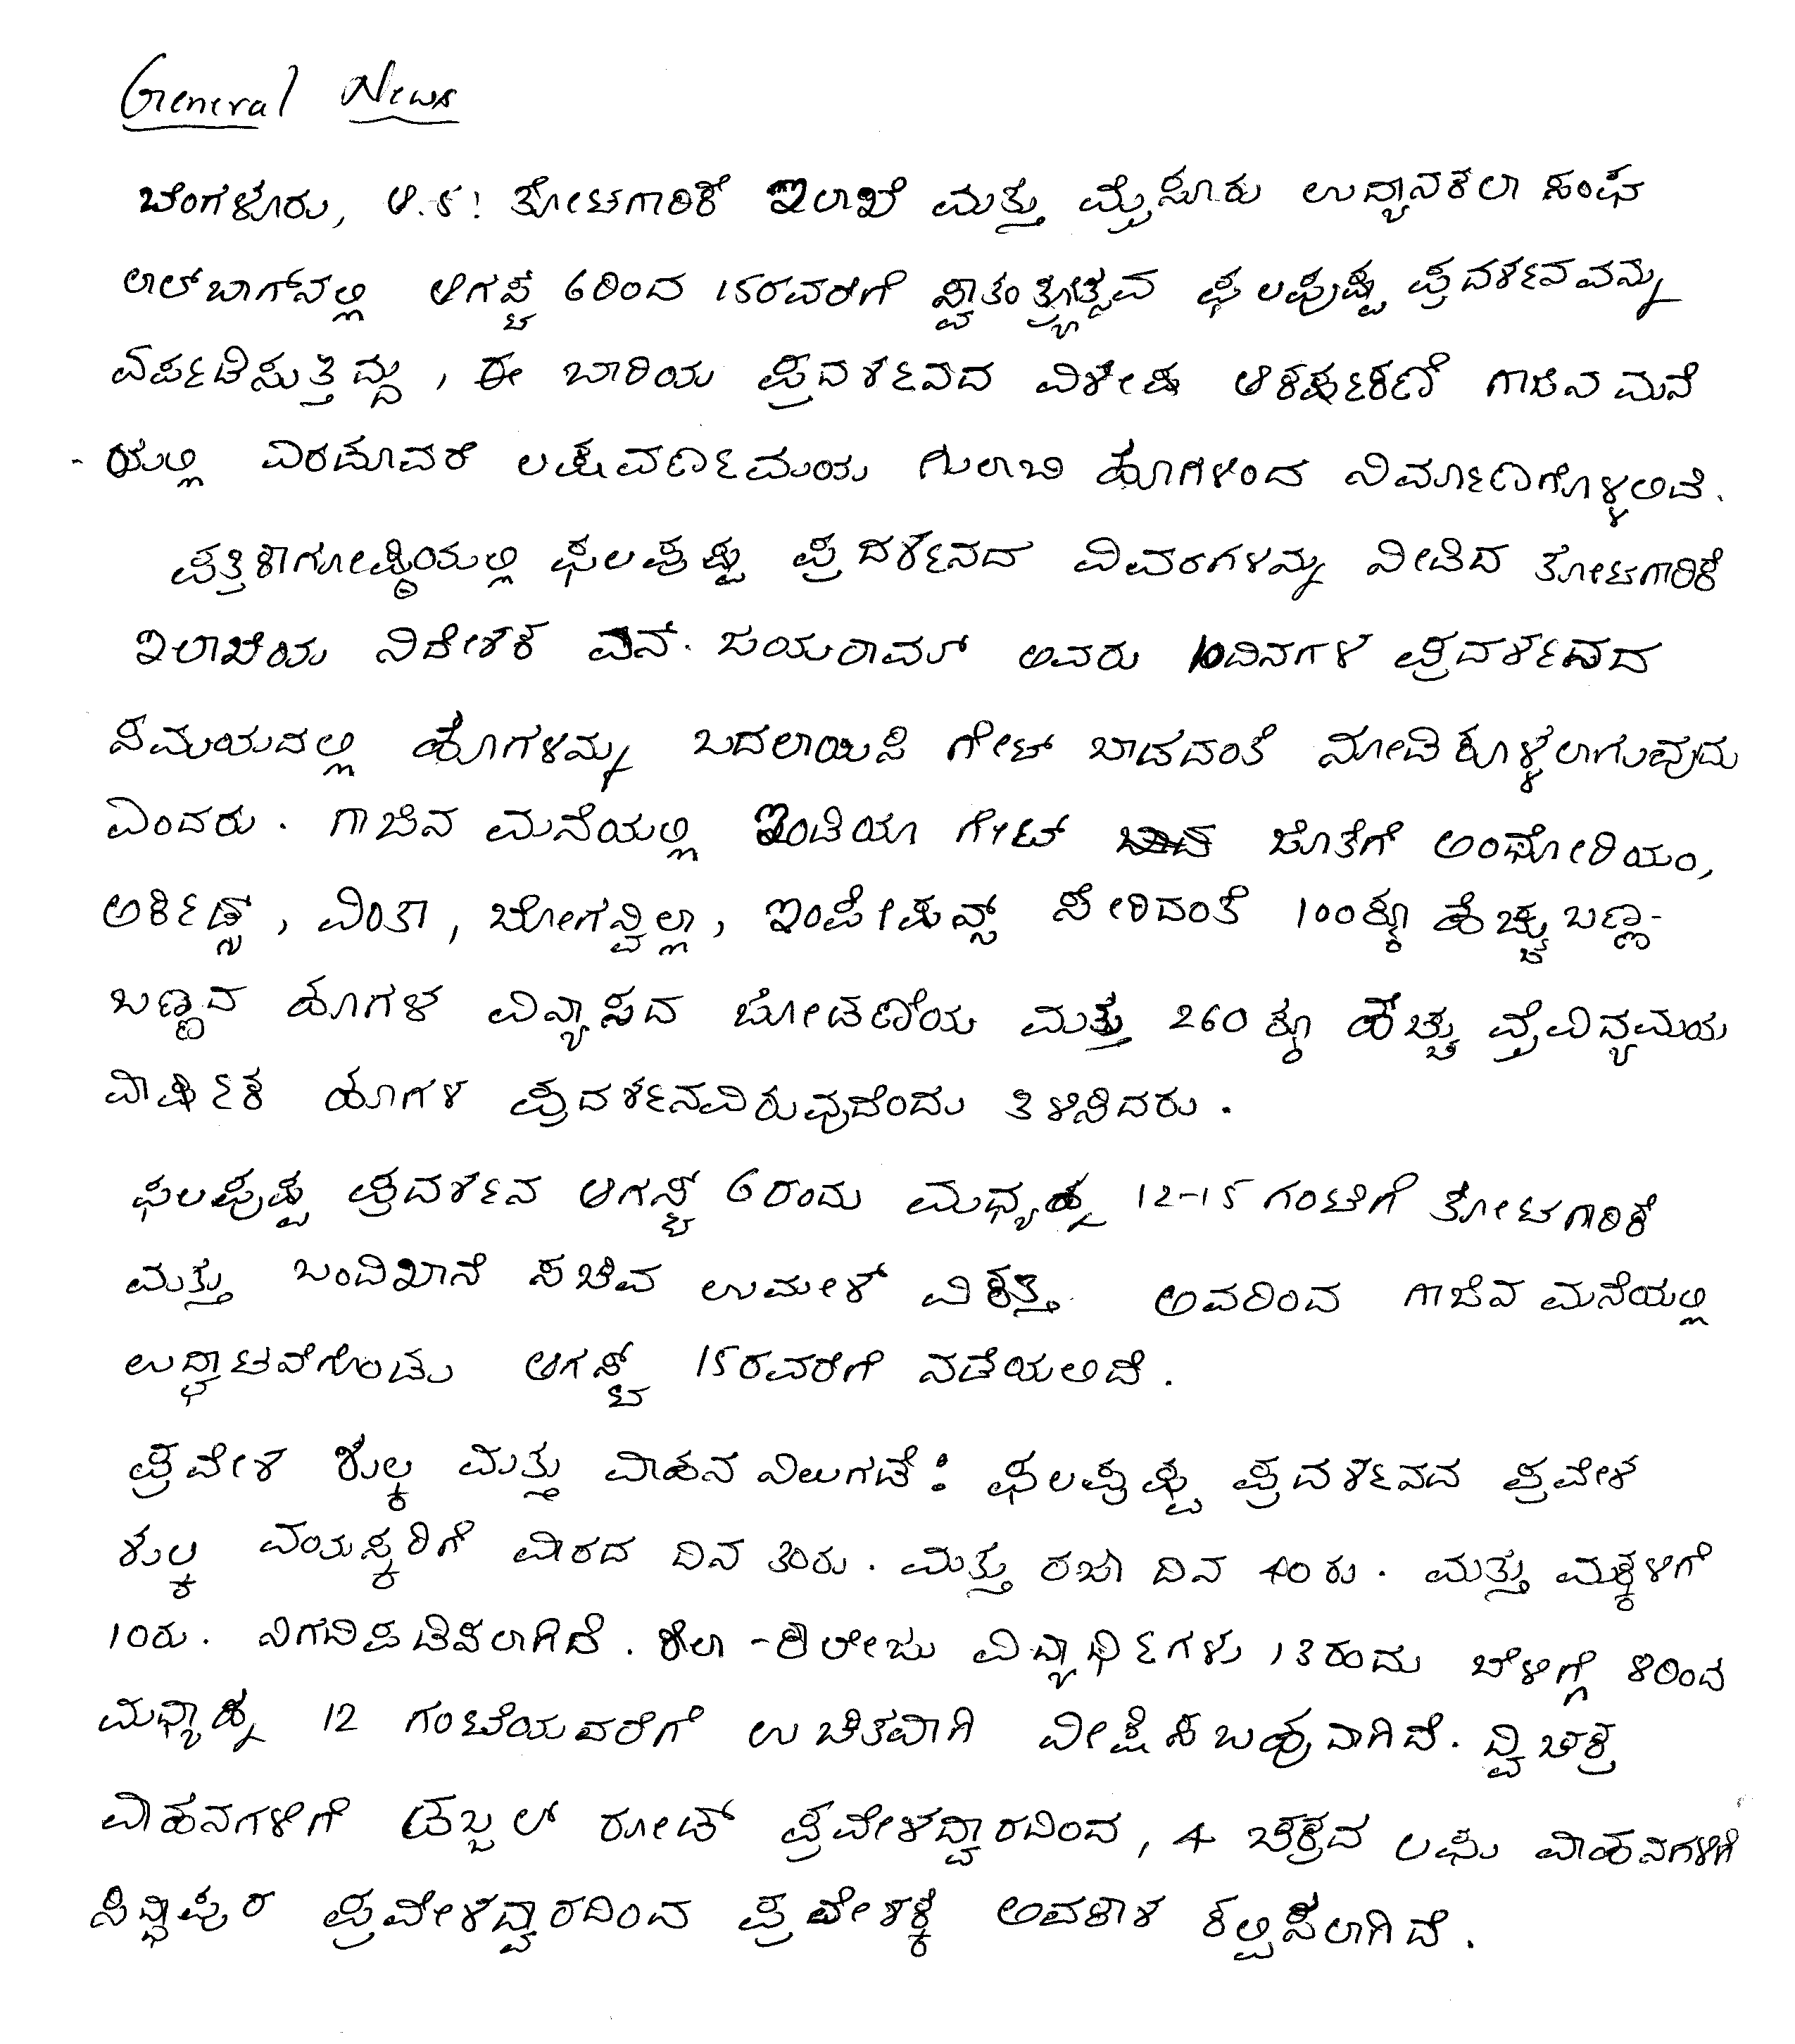 General News
ಬೆಂಗಳೂರು, ಆ.5: ತೋಟಗಾರಿಕೆ ಇಲಾಖೆ ಮತ್ತು ಮೈಸೂರು ಉದ್ಯಾನಕಲಾ ಸಂಘ
ಲಾಲ್‌ಬಾಗ್‌ನಲ್ಲಿ ಆಗಸ್ಟ್ 6ರಿಂದ 15ರವರೆಗೆ ಸ್ವಾತಂತ್ರ್ಯೋತ್ಸವ ಫಲಪುಷ್ಪ ಪ್ರದರ್ಶನವನ್ನು
ಏರ್ಪಡಿಸುತ್ತಿದ್ದು, ಈ ಬಾರಿಯ ಪ್ರದರ್ಶನದ ವಿಶೇಷ ಆಕರ್ಷಕಣೆ ಗಾಜಿನ ಮನೆ
-ಯಲ್ಲಿ ಎರಡೂವರೆ ಲಕ್ಷವರ್ಣಮಯ ಗುಲಾಬಿ ಹೂಗಳಿಂದ ನಿರ್ಮಾಣಗೊಳ್ಳಲಿದೆ.
ಪತ್ತಿಕಾಗೋಷ್ಠಿಯಲ್ಲಿ ಫಲಪುಷ್ಪ ಪ್ರದರ್ಶನದ ವಿವರಗಳನ್ನು ನೀಡಿದ ತೋಟಗಾರಿಕೆ
ಇಲಾಖೆಯ ನಿರ್ದೇಶಕ ಎನ್. ಜಯರಾಮ್ ಅವರು 10ದಿನಗಳ ಪ್ರದರ್ಶನದ
ಸಮಯದಲ್ಲಿ ಹೂಗಳನ್ನು ಬದಲಾಯಿಸಿ ಗೇಟ್ ಬಾಡದಂತೆ ನೋಡಿಕೊಳ್ಳಲಾಗುವುದು
ಎಂದರು. ಗಾಜಿನ ಮನೆಯಲ್ಲಿ ಇಂಡಿಯಾ ಗೇಟ್ ಜೊತೆಗೆ ಅಂಥೋರಿಯಂ,
ಆರ್ಕಿಡ್ಸ್, ವಿಂಕಾ, ಬೋಗನ್ವಿಲ್ಲಾ, ಇಂಪೇಷನ್ಸ್ ಸೇರಿದಂತೆ 100ಕ್ಕೂ ಹೆಚ್ಚು ಬಣ್ಣ-
ಬಣ್ಣದ ಹೂಗಳ ವಿನ್ಯಾಸದ ಜೋಡಣೆಯ ಮತ್ತು 260ಕ್ಕೂ ಹೆಚ್ಚು ವೈವಿಧ್ಯಮಯ
ವಾರ್ಷಿಕ ಹೂಗಳ ಪ್ರದರ್ಶನವಿರುವುದೆಂದು ತಿಳಿಸಿದರು.
ಫಲಪುಷ್ಪ ಪ್ರದರ್ಶನ ಆಗಸ್ಟ್ 6ರಂದು ಮಧ್ಯಾಹ್ನ 12-15 ಗಂಟೆಗೆ ತೋಟಗಾರಿಕೆ
ಮತ್ತು ಬಂದಿಖಾನೆ ಸಚಿವ ಉಮೇಶ್ ವಿ ಕತ್ತಿ ಅವರಿಂದ ಗಾಜಿನ ಮನೆಯಲ್ಲಿ
ಉದ್ಘಾಟನೆಗೊಂಡು ಆಗಸ್ಟ್ 15ರವರೆಗೆ ನಡೆಯಲಿದೆ.
ಪ್ರವೇಶ ಶುಲ್ಕ ಮತ್ತು ವಾಹನ ನಿಲುಗಡೆ: ಫಲಪುಷ್ಪ ಪ್ರದರ್ಶನದ ಪ್ರವೇಶ
ಶುಲ್ಕ ವಯಸ್ಕರಿಗೆ ವಾರದ ದಿನ 30ರು. ಮತ್ತು ರಜಾ ದಿನ 40ರು. ಮತ್ತು ಮಕ್ಕಳಿಗೆ
10ರು. ನಿಗದಿಪಡಿಸಲಾಗಿದೆ. ಶಾಲಾ-ಕಾಲೇಜು ವಿದ್ಯಾರ್ಥಿಗಳು 13ರಂದು ಬೆಳಿಗ್ಗೆ 8ರಿಂದ
ಮಧ್ಯಾಹ್ನ 12 ಗಂಟೆಯವರೆಗೆ ಉಚಿತವಾಗಿ ವೀಕ್ಷಿಸಬಹುದಾಗಿದೆ. ದ್ವಿಚಕ್ರ
ವಾಹನಗಳಿಗೆ ಡಬ್ಬಲ್ ರೋಡ್ ಪ್ರವೇಶದ್ವಾರದಿಂದ, 4 ಚಕ್ರದ ಲಘು ವಾಹನಗಳಿಗೆ
ಸಿದ್ದಾಪುರ ಪ್ರವೇಶದ್ವಾರದಿಂದ ಪ್ರವೇಶಕ್ಕೆ ಅವಕಾಶ ಕಲ್ಪಿಸಲಾಗಿದೆ.